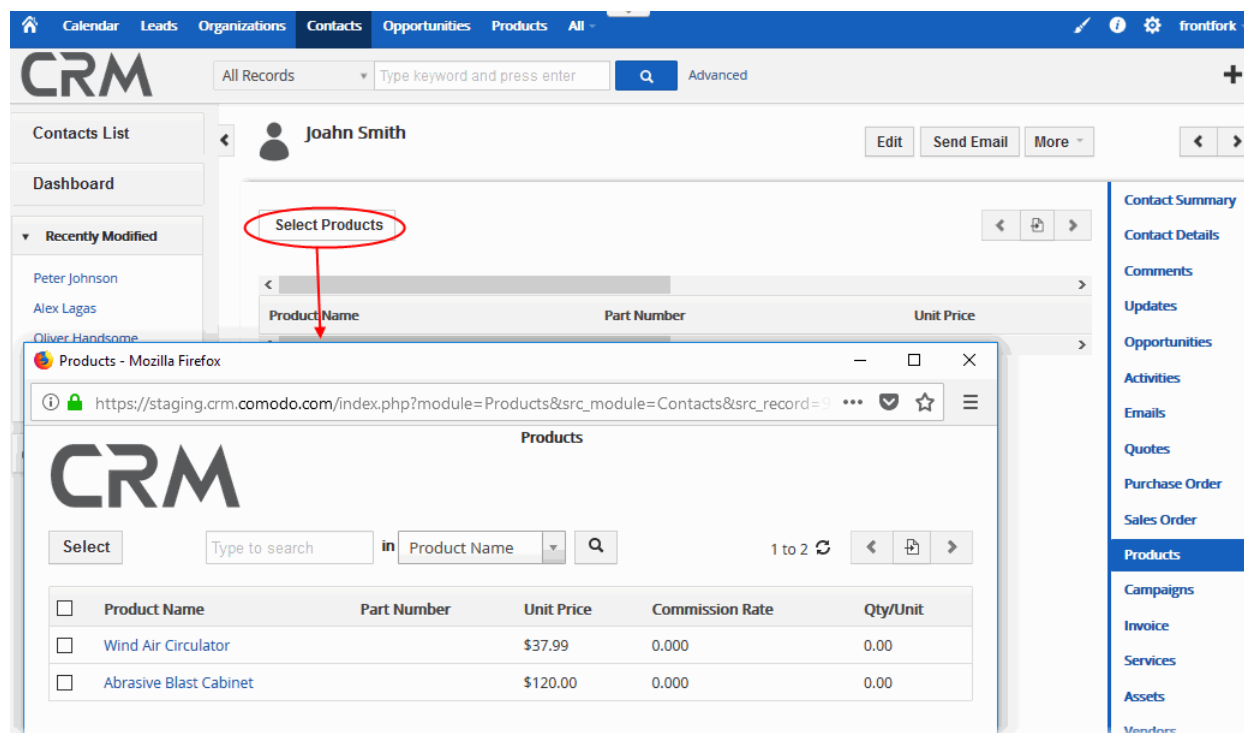 Calendar Leads Organizations Contacts Opportunities Products All
frontfork
CRM
All Records
Type keyword and press enter
Advanced
Contacts List
Joahn Smith
Edit
Send Email
More
Dashboard
Contact Summary
Select Products
Recently Modified
Contact Details
Peter Johnson
Comments
Alex Lagas
Updates
Product Name Part Number Unit Price
Oliver Handsome
Opportunities
Activities
Emails
Quotes
Purchase Order
Sales Order
Products
Campaigns
Invoice
Services
Assets
Vendors
Products - Mozilla Firefox
https://staging.crm.comodo.com/index.php?module=Products&src_module=Contacts&src_record=9
Products
CRM
Select
Type to search
in
Product Name
1 to 2
Product Name Part Number Unit Price Commission Rate Qty/Unit
Wind Air Circulator $37.99 0.000 0.00
Abrasive Blast Cabinet $120.00 0.000 0.00